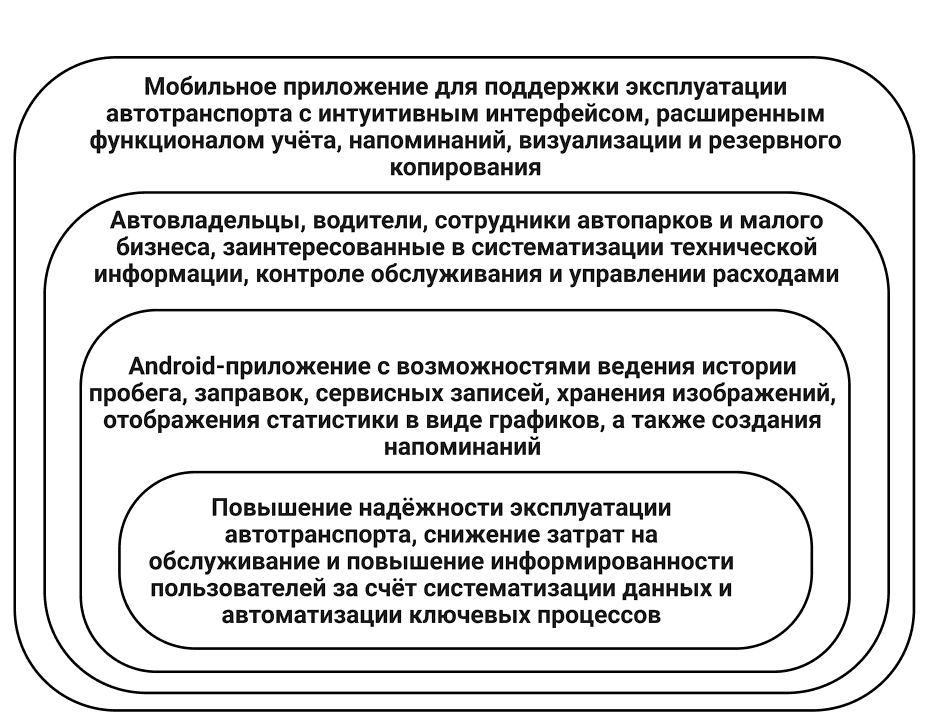 Мобильное приложение для поддержки эксплуатации
автотранспорта с интуитивным интерфейсом, расширенным
функционалом учёта, напоминаний, визуализации и резервного
копирования
Автовладельцы, водители, сотрудники автопарков и малого
бизнеса, заинтересованные в систематизации технической
информации, контроле обслуживания и управлении расходами
Android-приложение с возможностями ведения истории
пробега, заправок, сервисных записей, хранения изображений,
отображения статистики в виде графиков, а также создания
напоминаний
Повышение надёжности эксплуатации
автотранспорта, снижение затрат на
обслуживание и повышение информированности
пользователей за счёт систематизации данных и
автоматизации ключевых процессов